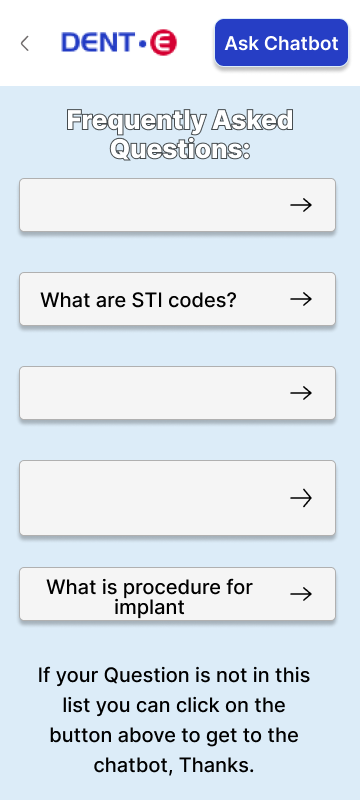 DENT•E
Ask Chatbot
Frequently Asked
Questions:
What are STI codes?
What is procedure for
implant
If your Question is not in this
list you can click on the
button above to get to the
chatbot, Thanks.